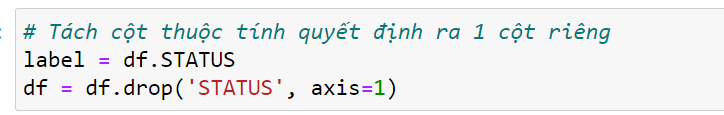 # Tách cột thuộc tính quyết định ra 1 cột riêng
label = df.STATUS
df = df.drop('STATUS', axis=1)